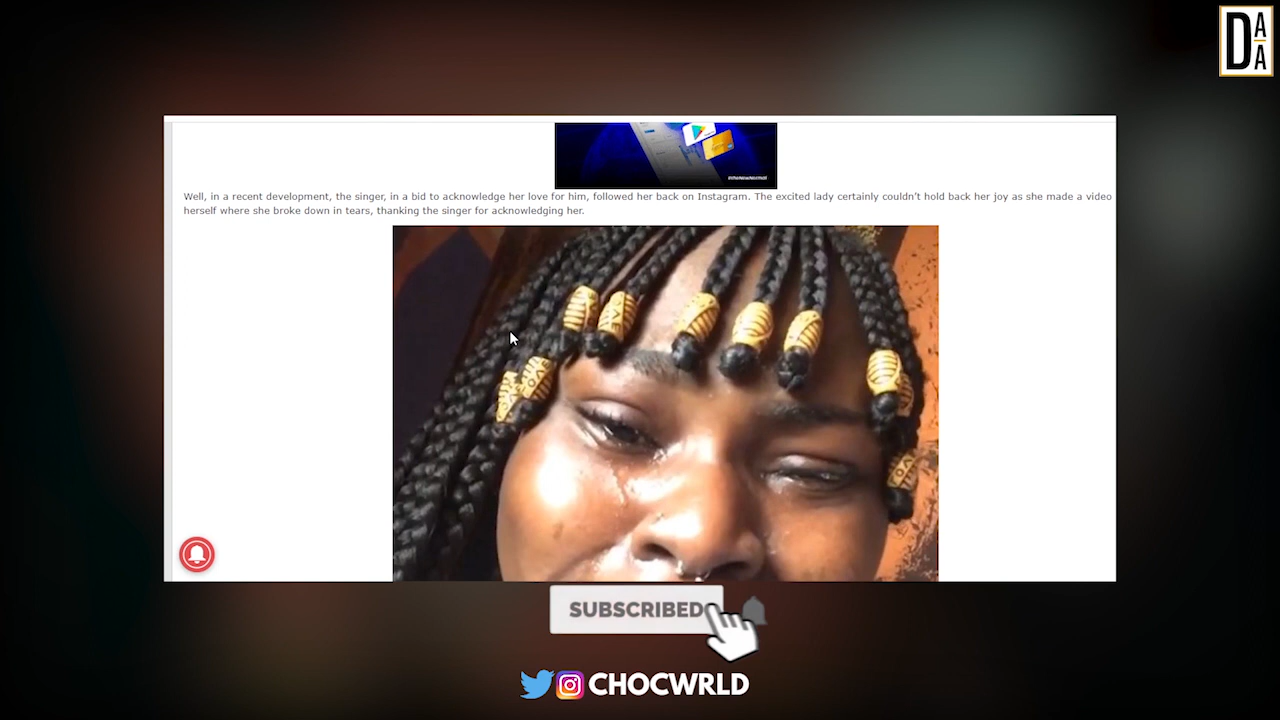 DAA
Well, in a recent development, the singer, in a bid to acknowledge her love for him, followed her back on Instagram. The excited lady certainly couldn’t hold back her joy as she made a video
herself where she broke down in tears, thanking the singer for acknowledging her.
SUBSCRIBED
CHOCWRLD